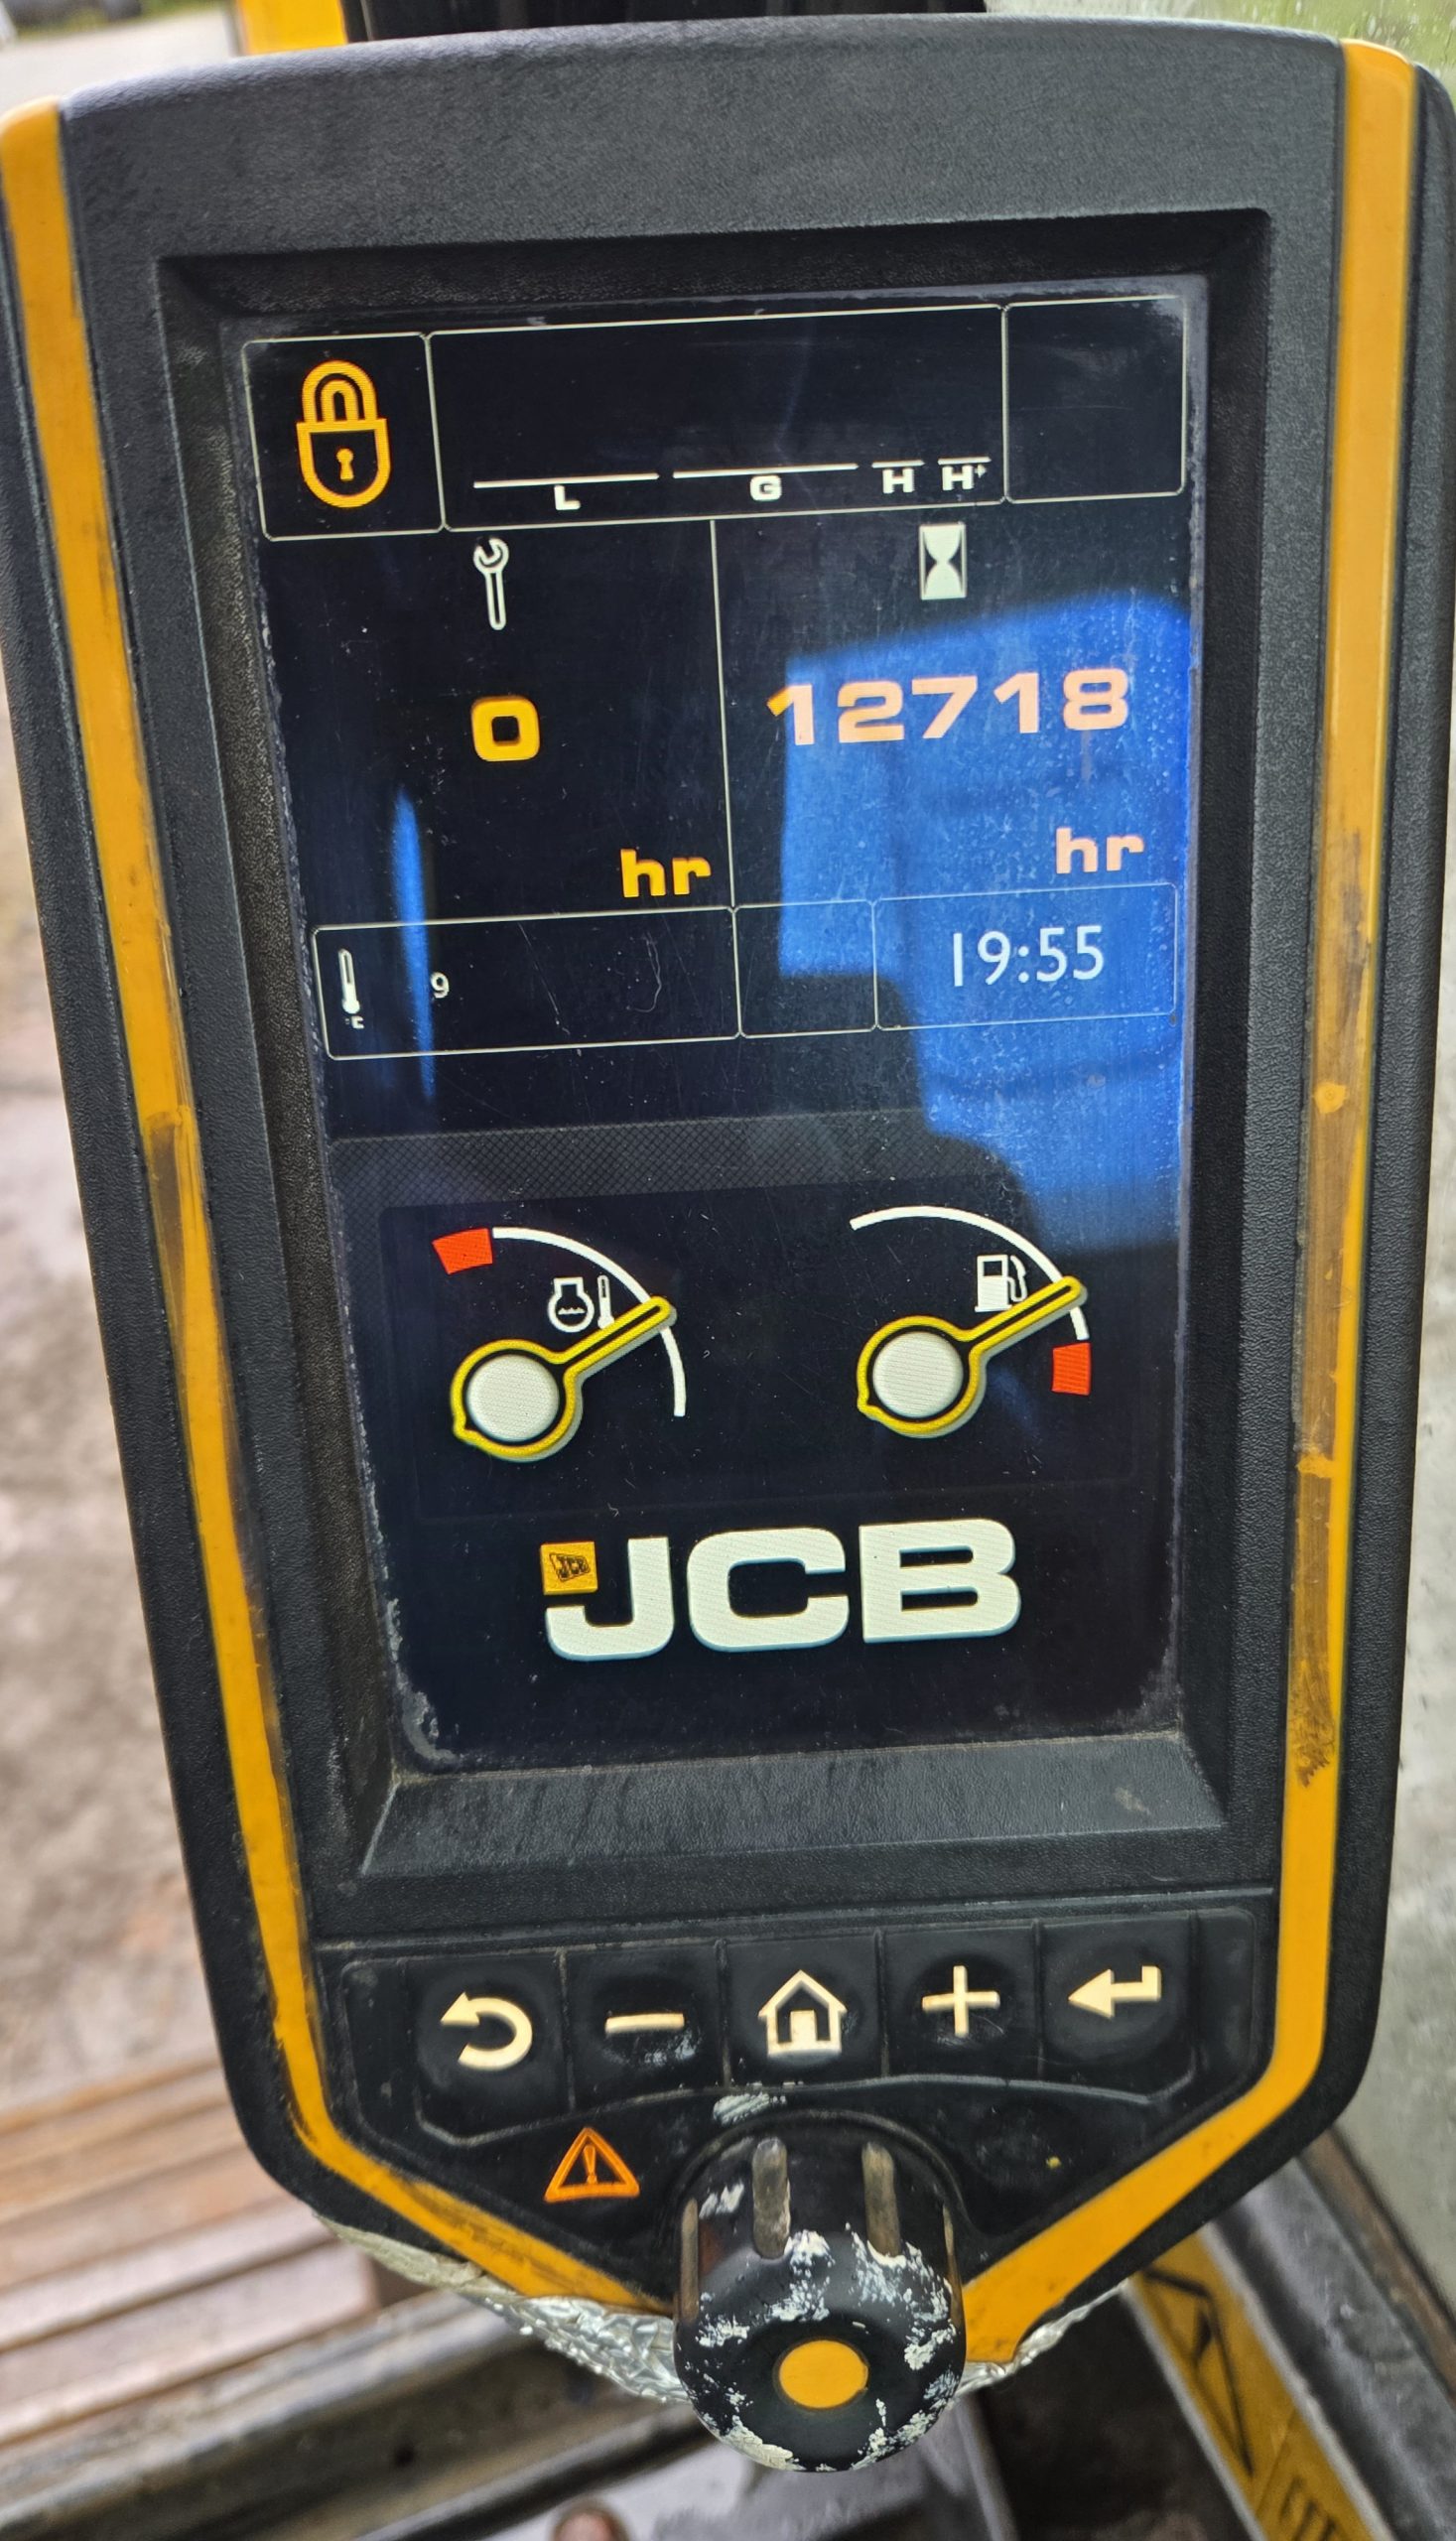 L G H H+
0 12718
hr hr
°C 9 19:55
JCB
JCB